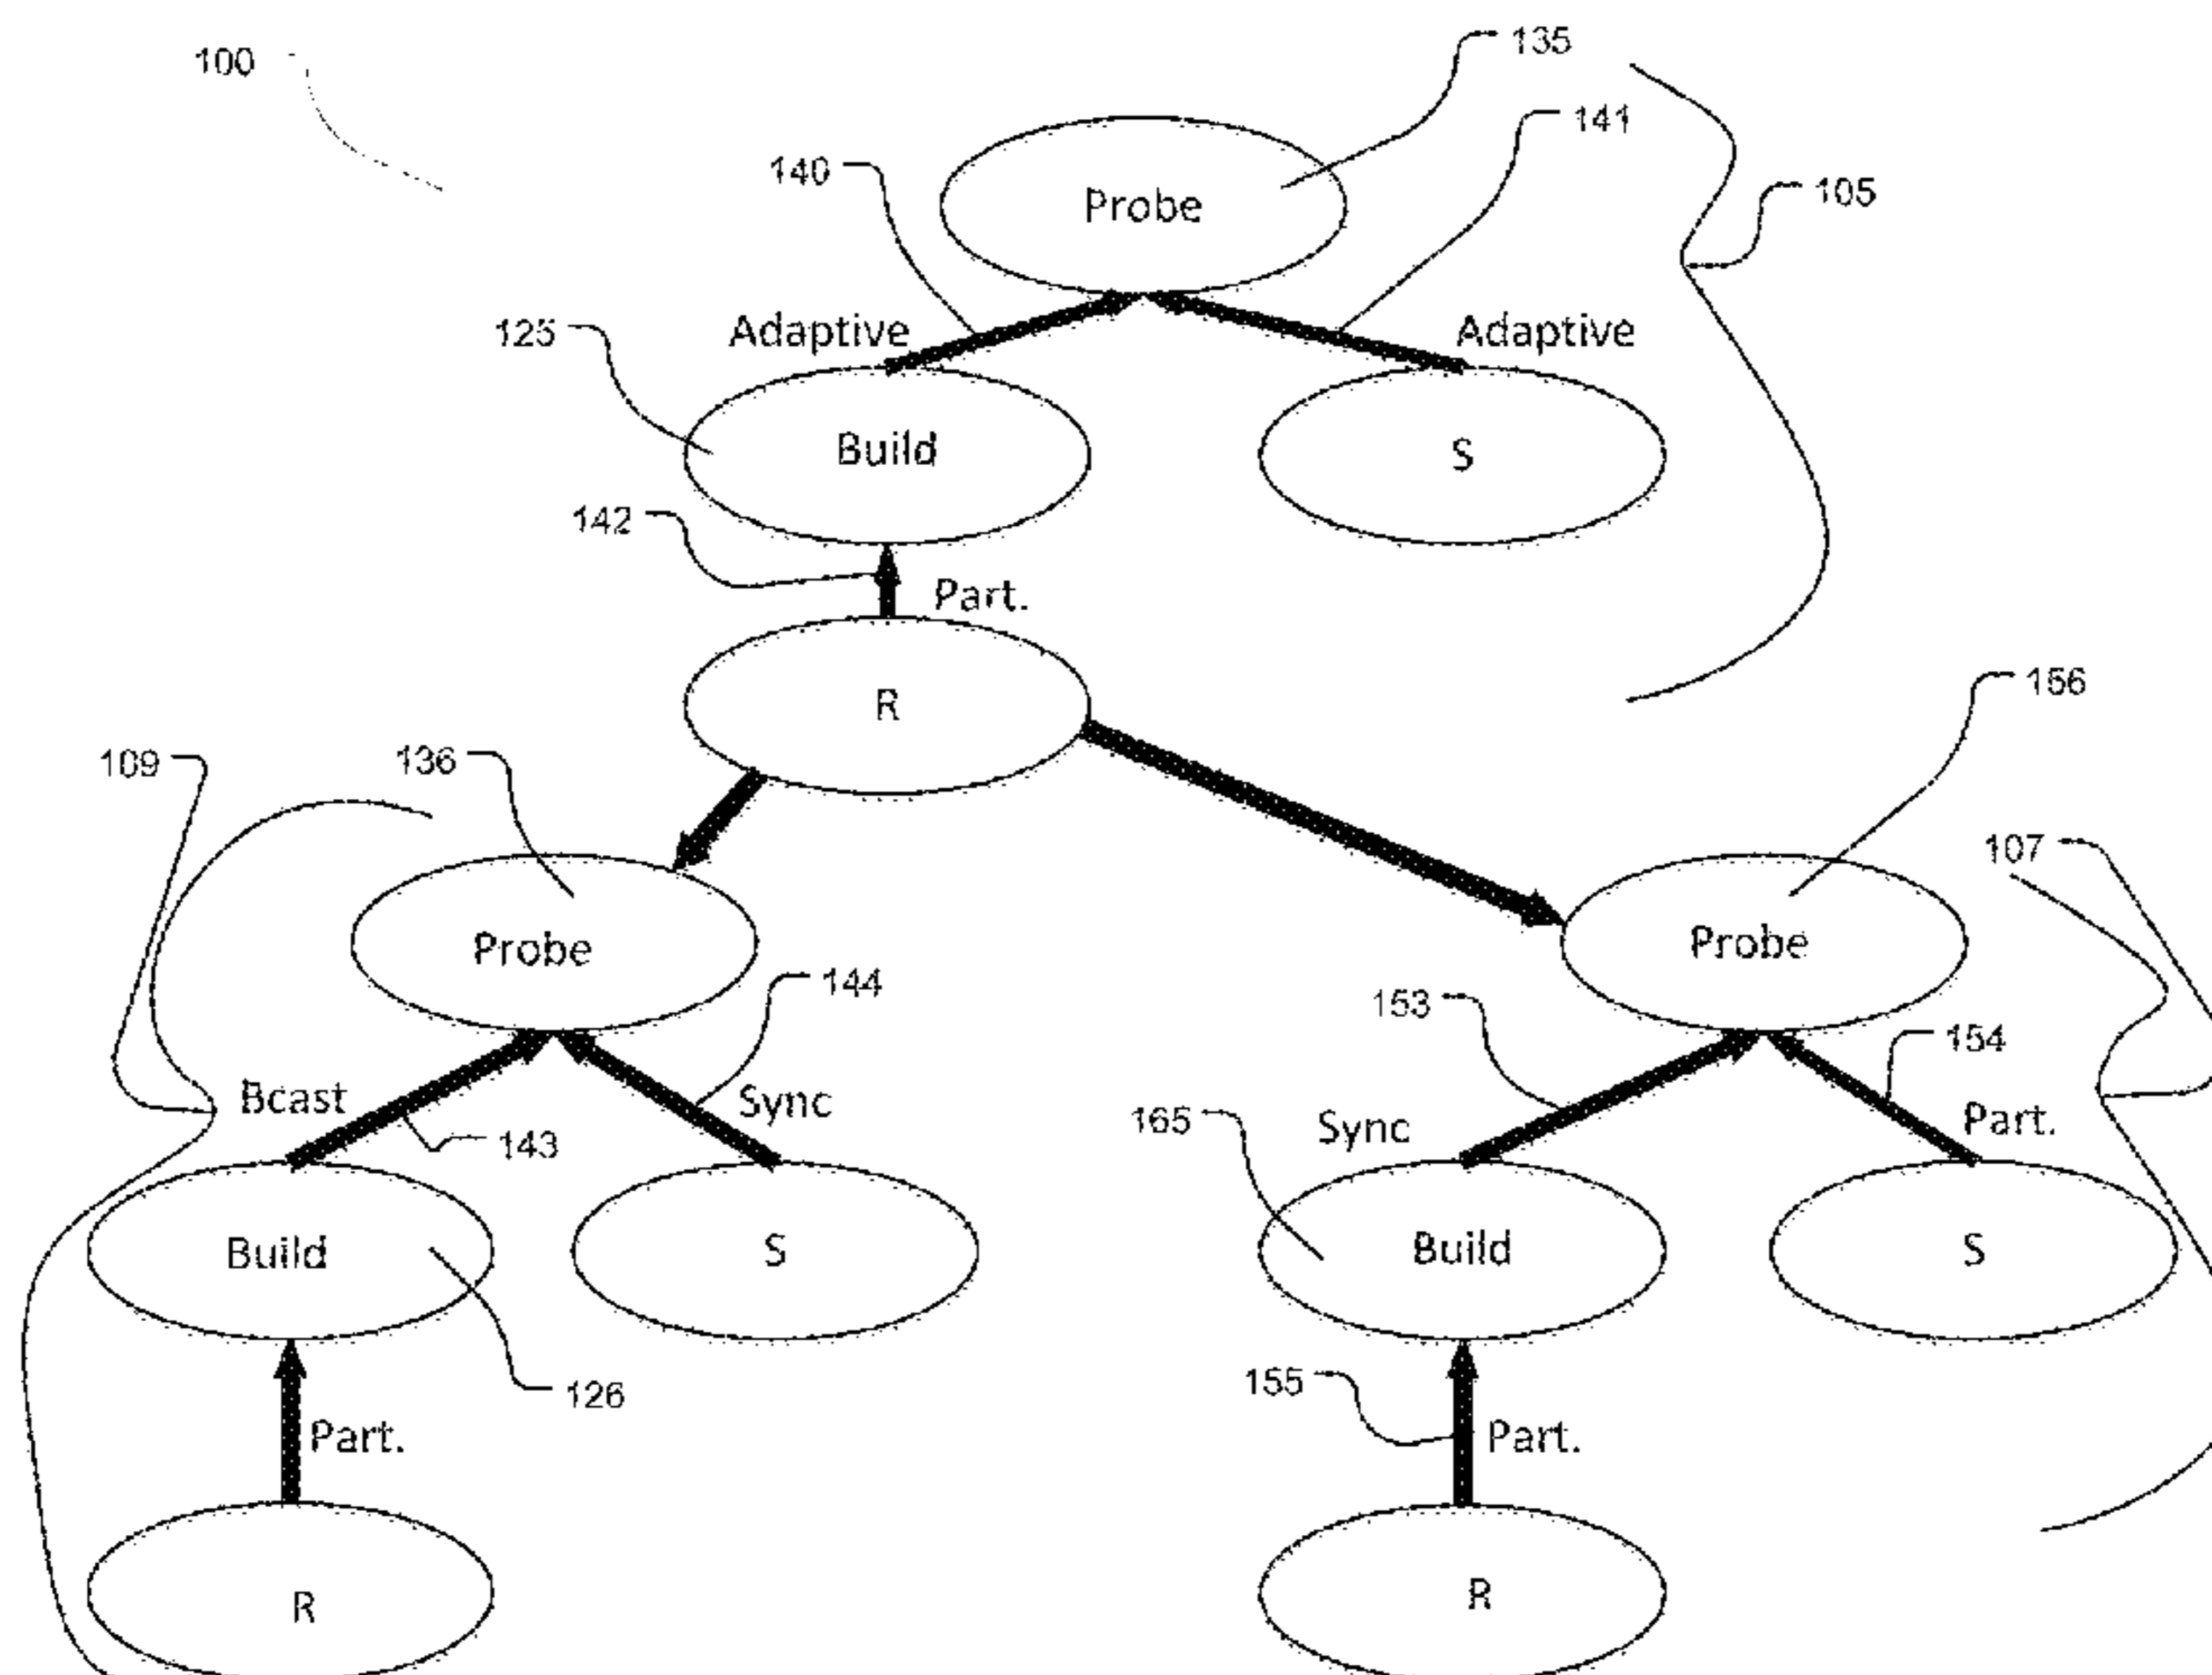 135
100
141
140
105
Probe
125
Adaptive
Adaptive
Build
S
142
Part.
R
156
109
136
107
Probe
Probe
144
153
154
Bcast
Sync
143
165
Sync
Part.
Build
S
Build
S
126
155
Part.
Part.
R
R